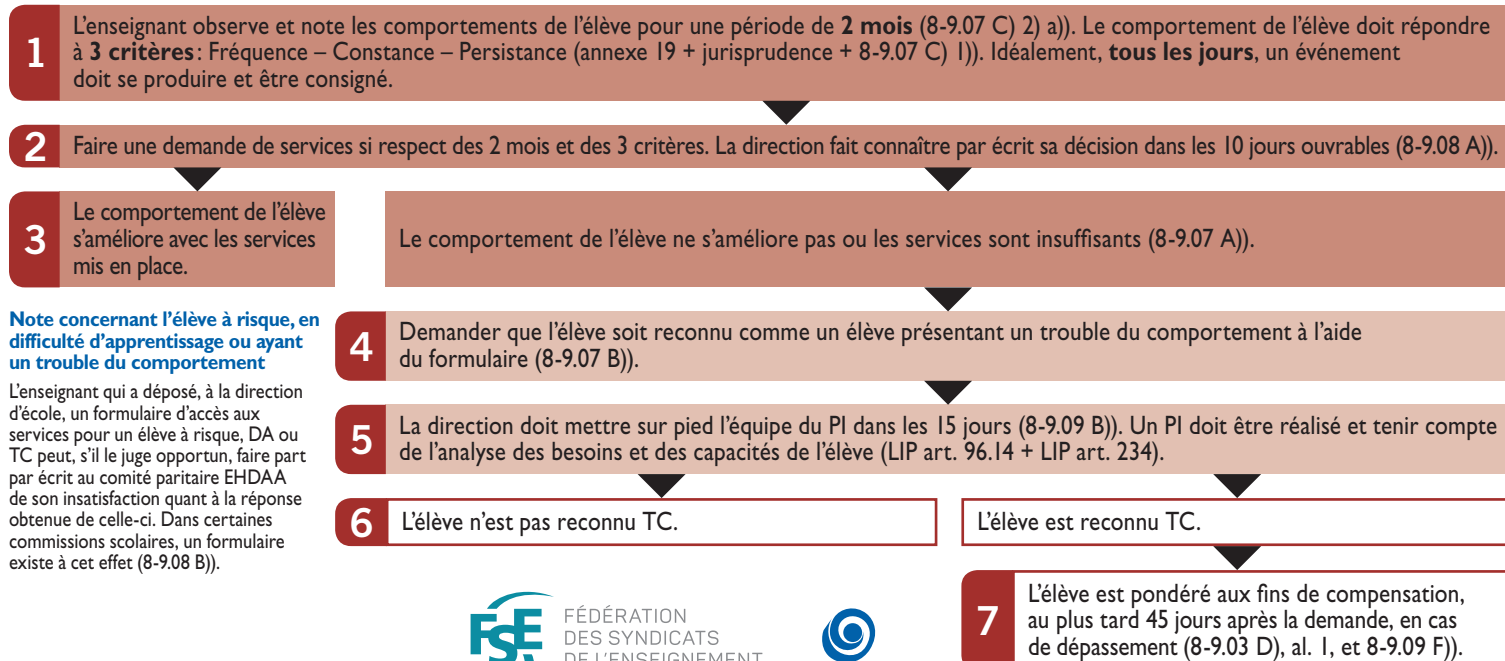 1
L'enseignant observe et note les comportements de l'élève pour une période de 2 mois (8-9.07 C) 2) a)). Le comportement de l'élève doit répondre
à 3 critères : Fréquence – Constance – Persistance (annexe 19 + jurisprudence + 8-9.07 C) 1)). Idéalement, tous les jours, un événement
doit se produire et être consigné.
2
Faire une demande de services si respect des 2 mois et des 3 critères. La direction fait connaître par écrit sa décision dans les 10 jours ouvrables (8-9.08 A)).
3
Le comportement de l'élève
s'améliore avec les services
mis en place.
Le comportement de l'élève ne s'améliore pas ou les services sont insuffisants (8-9.07 A)).
Note concernant l'élève à risque, en
difficulté d'apprentissage ou ayant
un trouble du comportement
L'enseignant qui a déposé, à la direction
d'école, un formulaire d'accès aux
services pour un élève à risque, DA ou
TC peut, s'il le juge opportun, faire part
par écrit au comité paritaire EHDAA
de son insatisfaction quant à la réponse
obtenue de celle-ci. Dans certaines
commissions scolaires, un formulaire
existe à cet effet (8-9.08 B)).
4
Demander que l'élève soit reconnu comme un élève présentant un trouble du comportement à l'aide
du formulaire (8-9.07 B)).
5
La direction doit mettre sur pied l'équipe du PI dans les 15 jours (8-9.09 B)). Un PI doit être réalisé et tenir compte
de l'analyse des besoins et des capacités de l'élève (LIP art. 96.14 + LIP art. 234).
6
L'élève n'est pas reconnu TC.
L'élève est reconnu TC.
7
L'élève est pondéré aux fins de compensation,
au plus tard 45 jours après la demande, en cas
de dépassement (8-9.03 D), al. 1, et 8-9.09 F)).
FSE
FÉDÉRATION
DES SYNDICATS
DE L'ENSEIGNEMENT